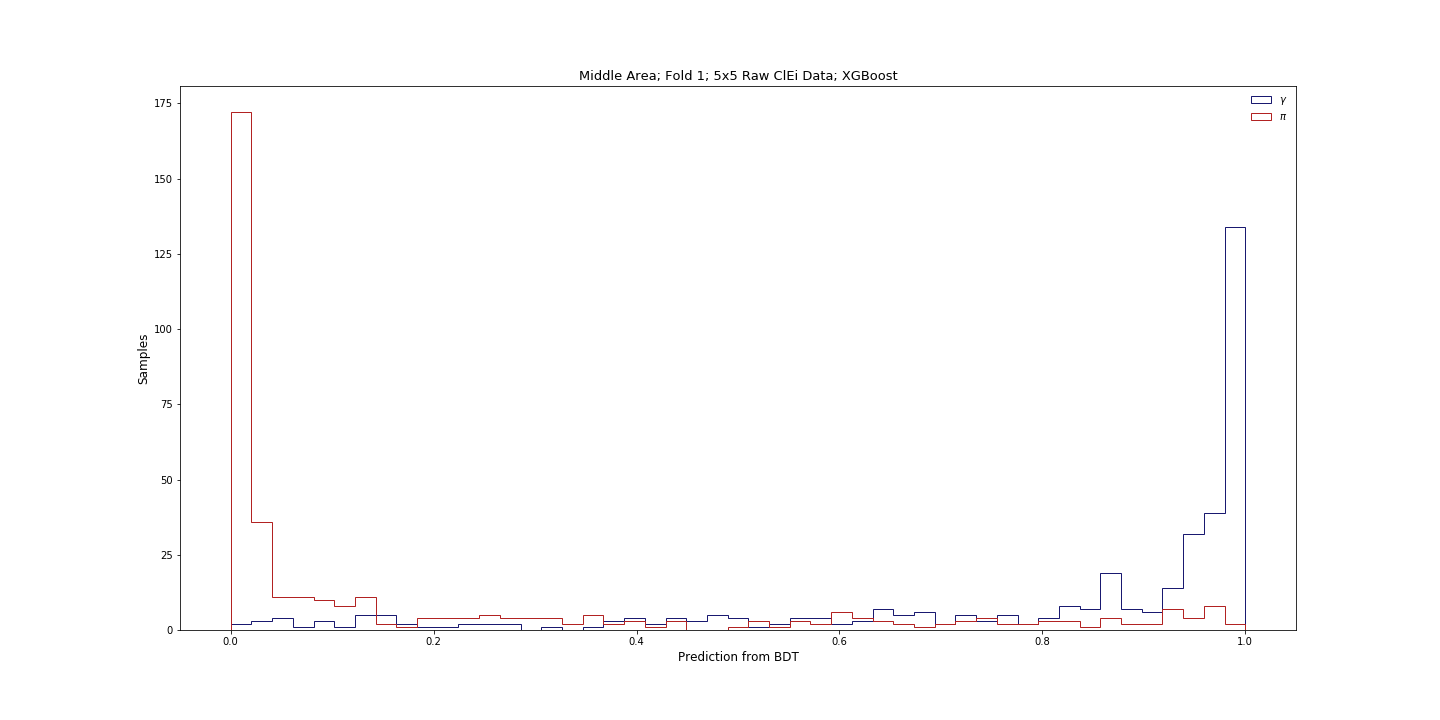 Middle Area; Fold 1; 5x5 Raw ClEi Data; XGBoost
γ
π
175
150
125
100
75
50
25
0
Samples
0.0 0.2 0.4 0.6 0.8 1.0
Prediction from BDT